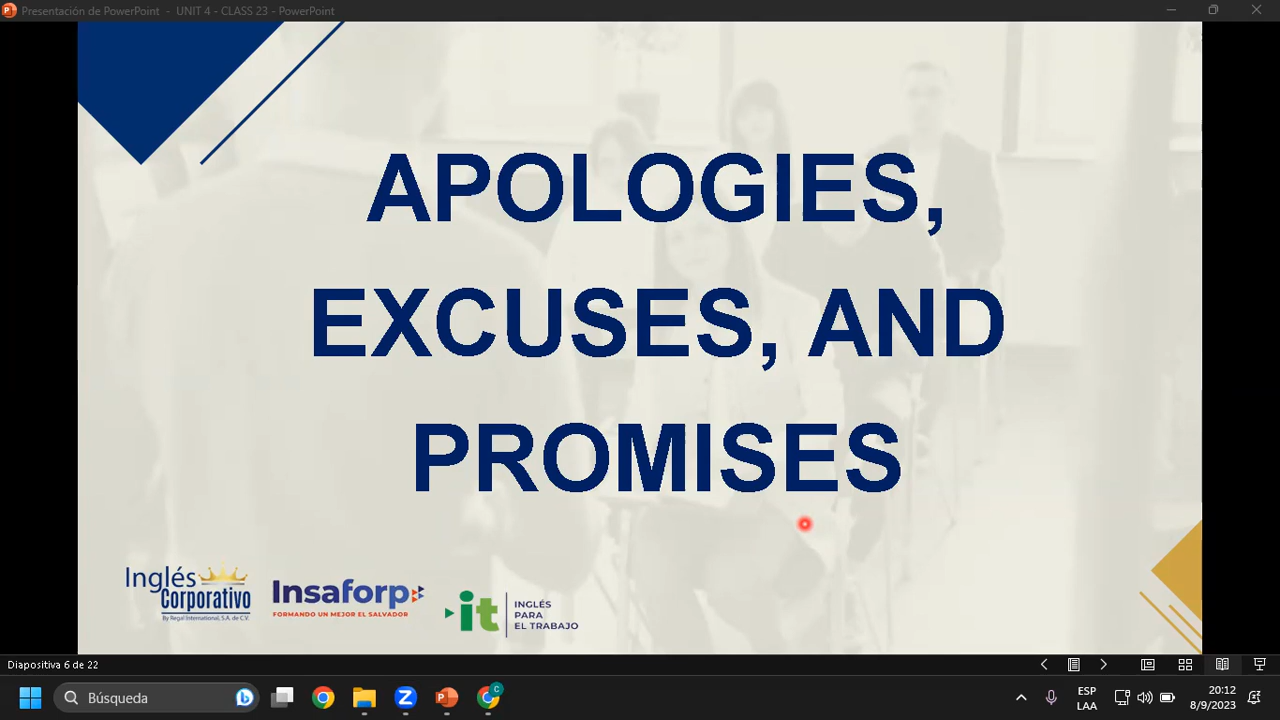 Presentación de PowerPoint - UNIT 4 - CLASS 23 - PowerPoint
APOLOGIES,
EXCUSES, AND
PROMISES
Inglés
Corporativo
By Regal International, S.A. de C.V.
Insaforp
FORMANDO UN MEJOR EL SALVADOR
it
INGLÉS
PARA
EL TRABAJO
Diapositiva 6 de 22
Búsqueda
ESP
LAA
20:12
8/9/2023